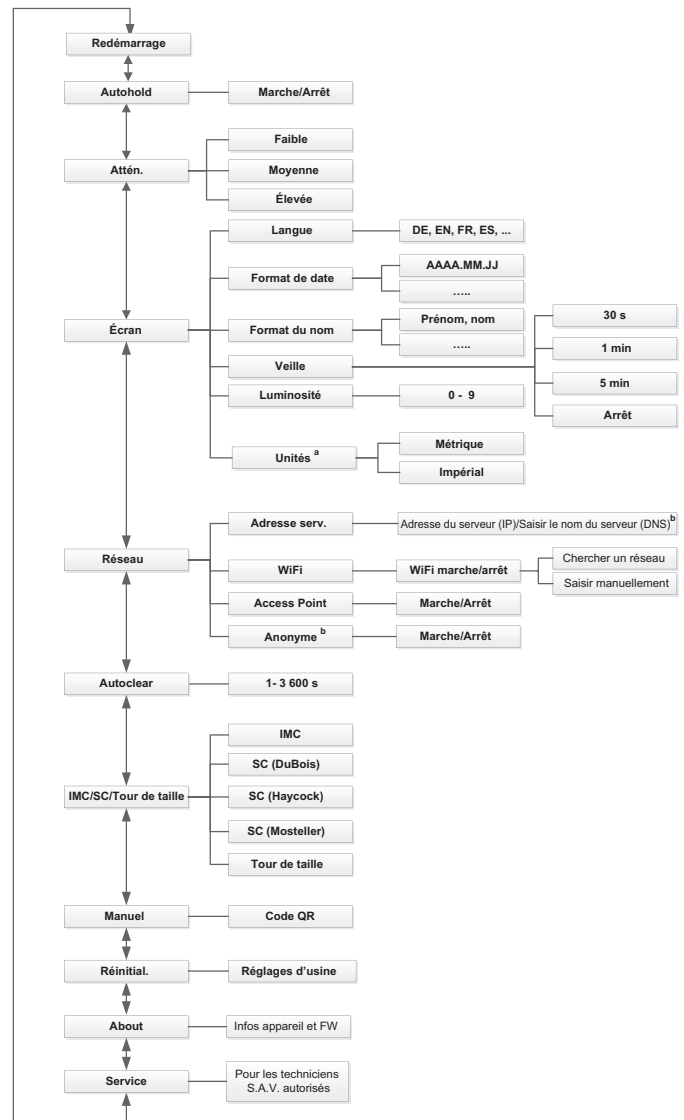 Redémarrage
Autohold
Marche/Arrêt
Faible
Attén.
Moyenne
Élevée
Langue
DE, EN, FR, ES, ...
Format de date
AAAA.MM.JJ
.....
Écran
Format du nom
Prénom, nom
.....
30 s
Veille
1 min
5 min
Arrêt
Luminosité
0 - 9
Unités a
Métrique
Impérial
Adresse serv.
Adresse du serveur (IP)/Saisir le nom du serveur (DNS) b
Réseau
WiFi
WiFi marche/arrêt
Chercher un réseau
Saisir manuellement
Access Point
Marche/Arrêt
Anonyme b
Marche/Arrêt
Autoclear
1- 3 600 s
IMC/SC/Tour de taille
IMC
SC (DuBois)
SC (Haycock)
SC (Mosteller)
Tour de taille
Manuel
Code QR
Réinitial.
Réglages d'usine
About
Infos appareil et FW
Service
Pour les techniciens
S.A.V. autorisés